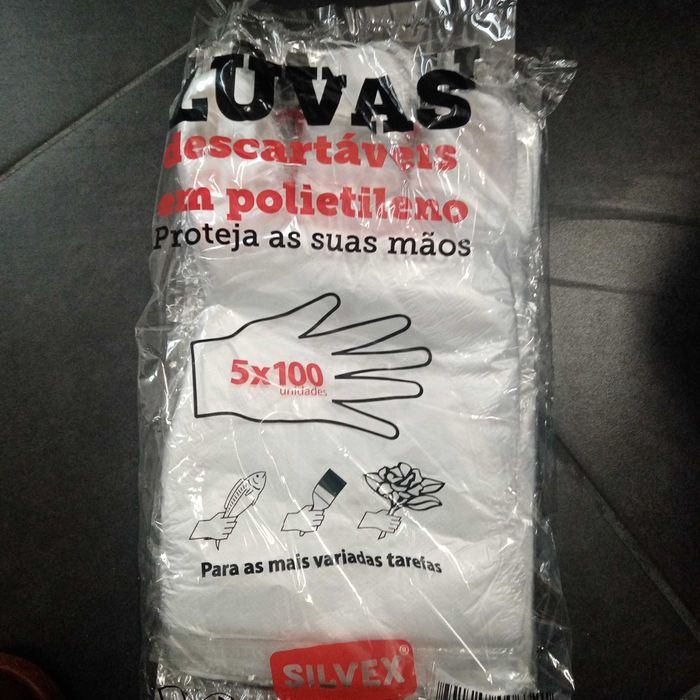 LUVAS
descartáveis
em polietileno
Proteja as suas mãos
5x100
unidades
Para as mais variadas tarefas
SILVEX®